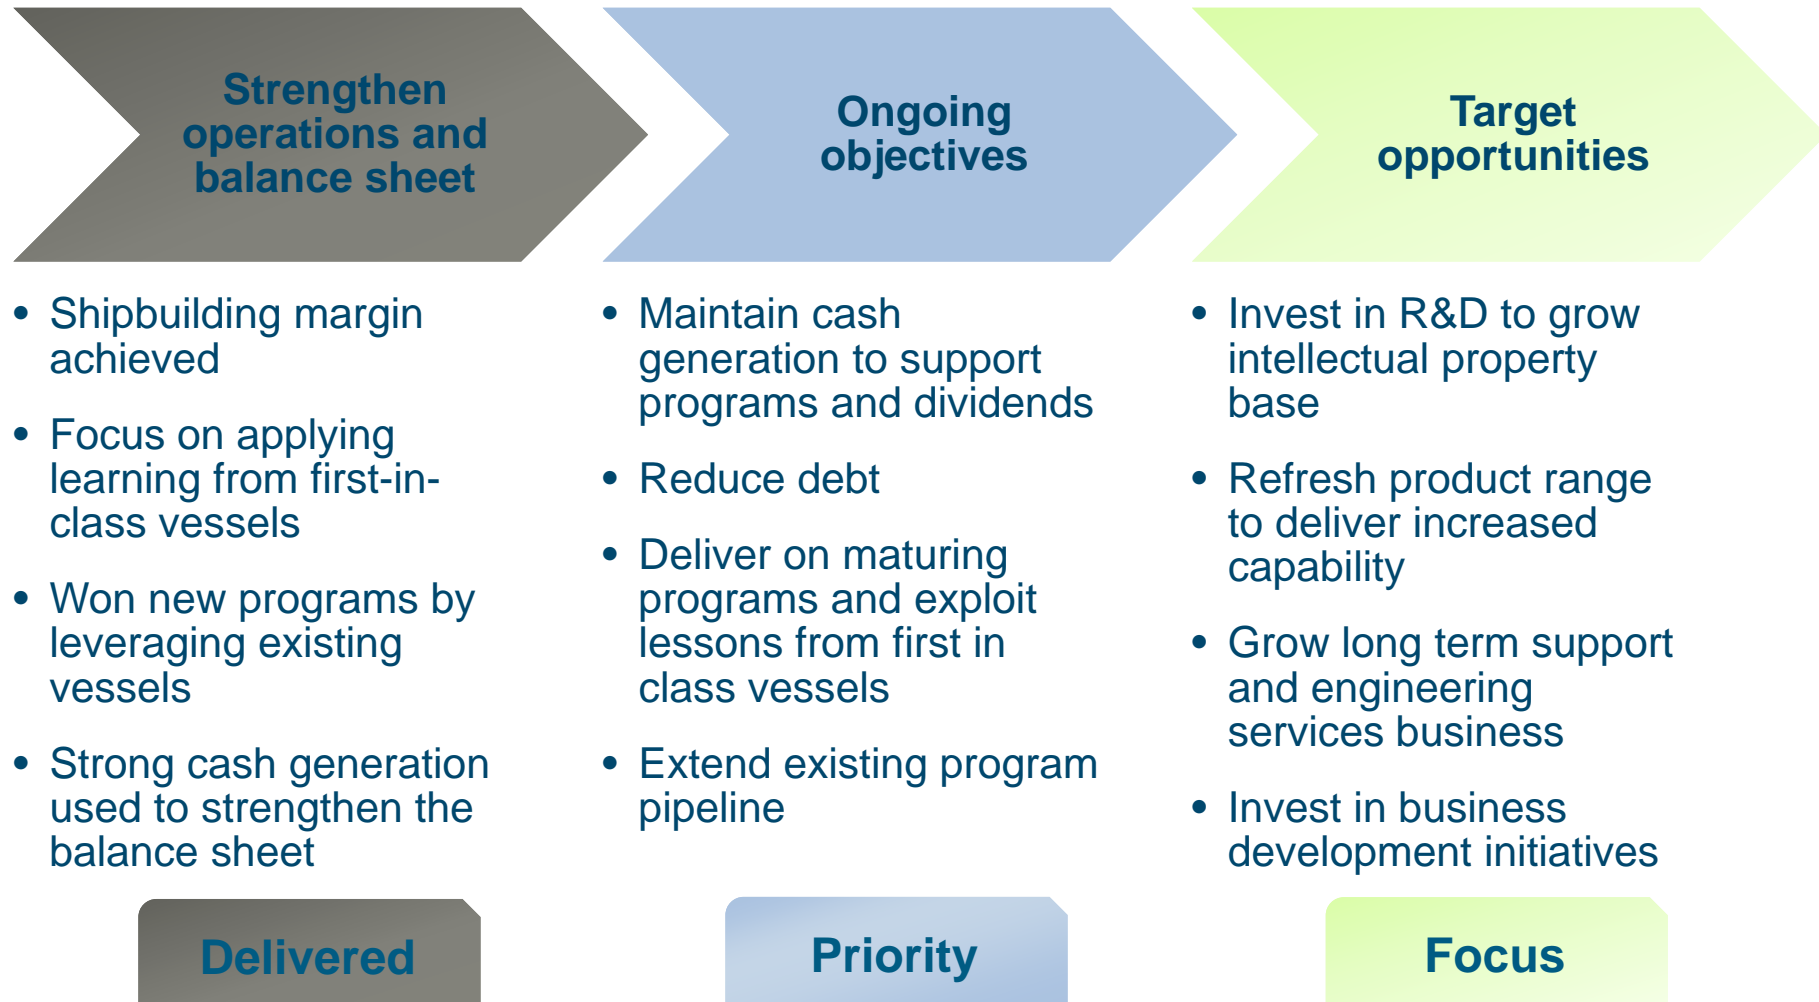 Strengthen
operations and
balance sheet
• Shipbuilding margin
achieved
• Focus on applying
learning from first-in-
class vessels
• Won new programs by
leveraging existing
vessels
• Strong cash generation
used to strengthen the
balance sheet
Delivered
Ongoing
objectives
• Maintain cash
generation to support
programs and dividends
• Reduce debt
• Deliver on maturing
programs and exploit
lessons from first in
class vessels
• Extend existing program
pipeline
Priority
Target
opportunities
• Invest in R&D to grow
intellectual property
base
• Refresh product range
to deliver increased
capability
• Grow long term support
and engineering
services business
• Invest in business
development initiatives
Focus